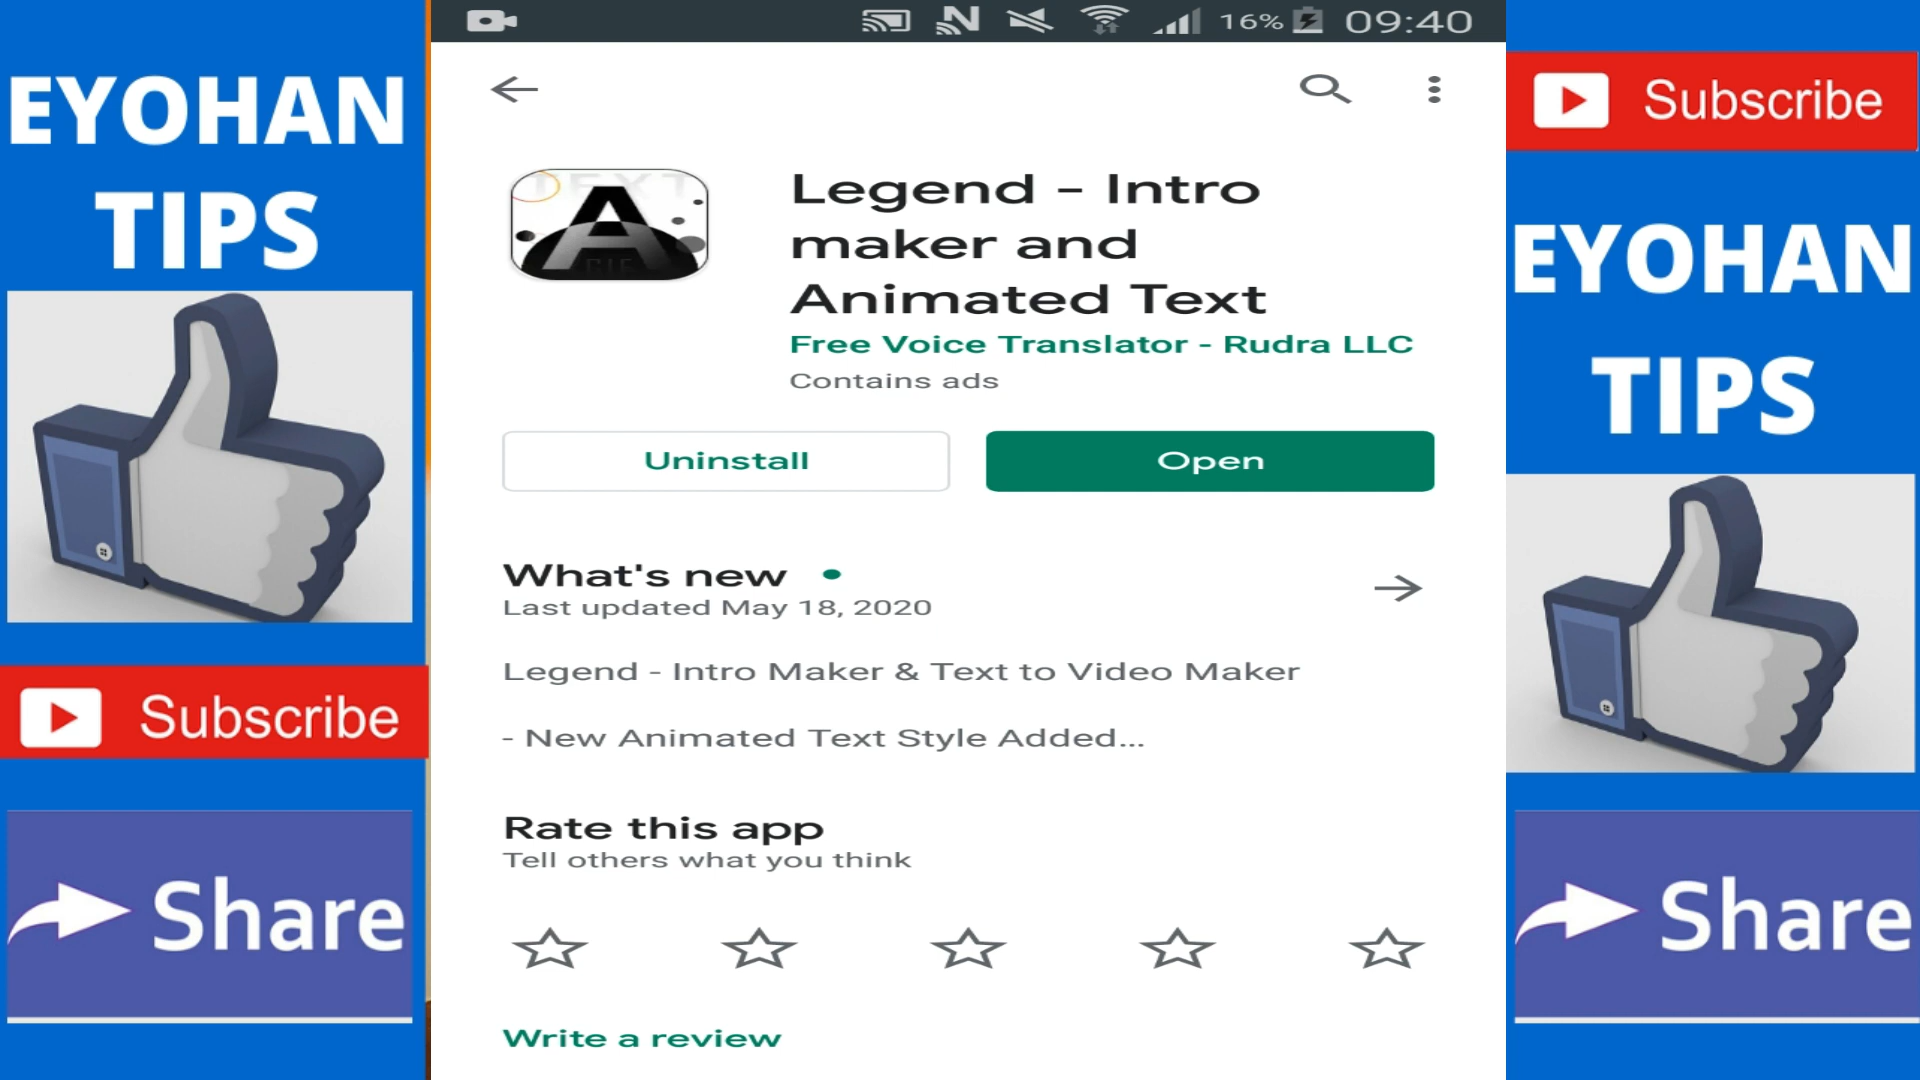 EYOHAN
TIPS
Subscribe
Share
16% 09:40
TEXT
A
Legend - Intro
maker and
Animated Text
Free Voice Translator - Rudra LLC
Contains ads
Uninstall
Open
What's new
Last updated May 18, 2020
Legend - Intro Maker & Text to Video Maker
- New Animated Text Style Added...
Rate this app
Tell others what you think
Write a review
Subscribe
EYOHAN
TIPS
Share